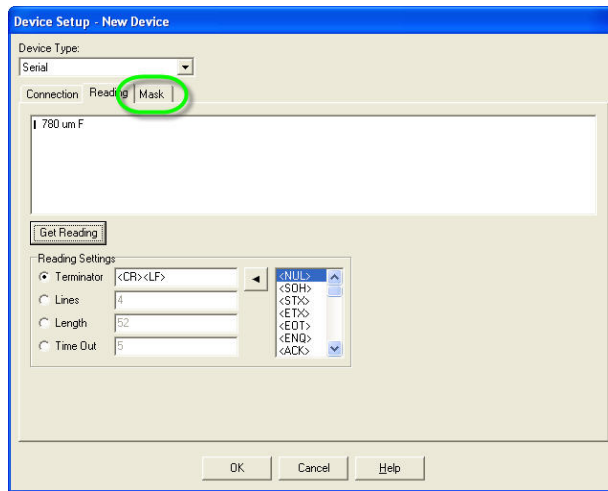 Device Setup - New Device
Device Type:
Serial
Connection Reading Mask
780 um F
Get Reading
Reading Settings
Terminator <CR><LF>
Lines 4
Length 52
Time Out 5
<NUL>
<SOH>
<STX>
<ETX>
<EOT>
<ENQ>
<ACK>
OK Cancel Help